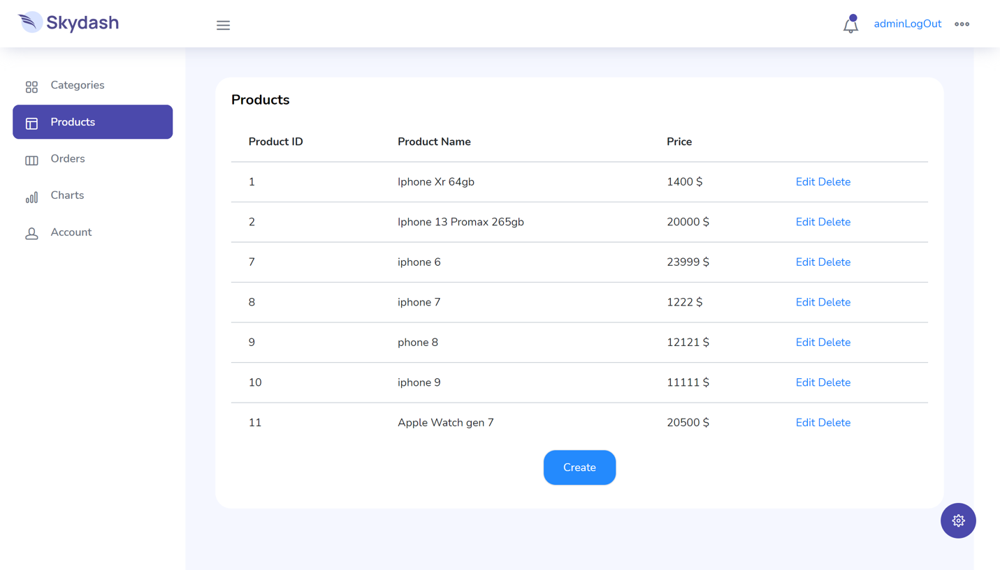 Skydash
adminLogOut
Categories
Products
Orders
Charts
Account
Products
Product ID Product Name Price
1 Iphone Xr 64gb 1400 $ Edit Delete
2 Iphone 13 Promax 265gb 20000 $ Edit Delete
7 iphone 6 23999 $ Edit Delete
8 iphone 7 1222 $ Edit Delete
9 phone 8 12121 $ Edit Delete
10 iphone 9 11111 $ Edit Delete
11 Apple Watch gen 7 20500 $ Edit Delete
Create